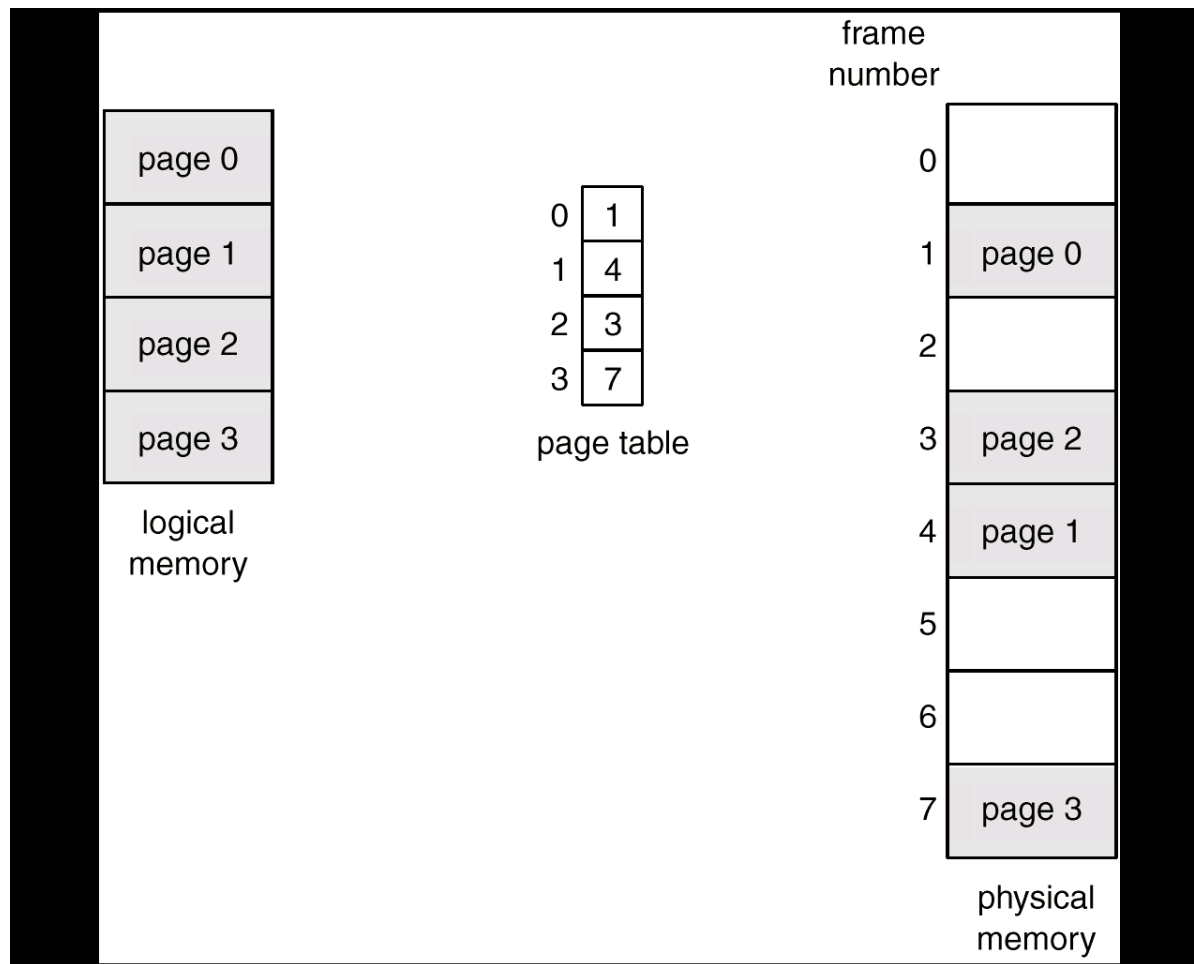 frame
number
page 0
page 1
page 2
page 3
logical
memory
0 1
1 4
2 3
3 7
page table
0
1 page 0
2
3 page 2
4 page 1
5
6
7 page 3
physical
memory